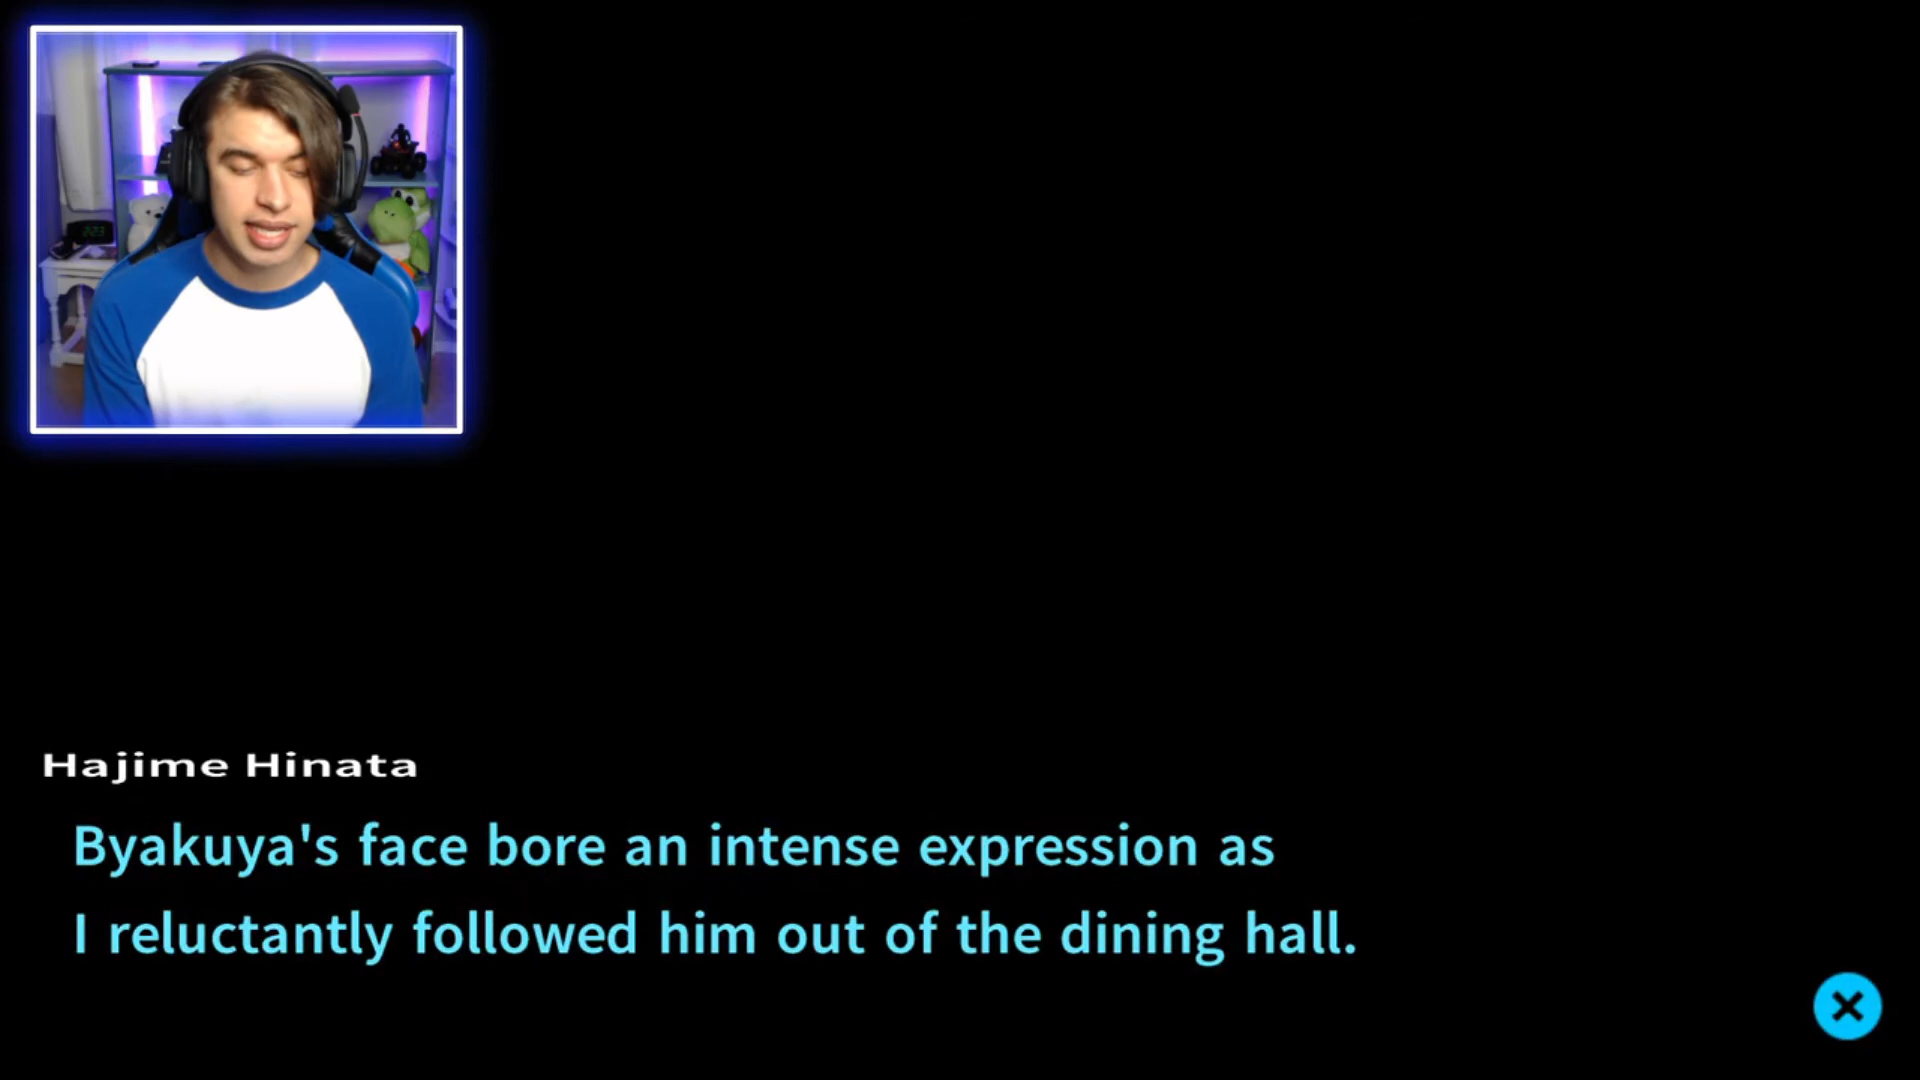 Hajime Hinata
Byakuya's face bore an intense expression as
I reluctantly followed him out of the dining hall.